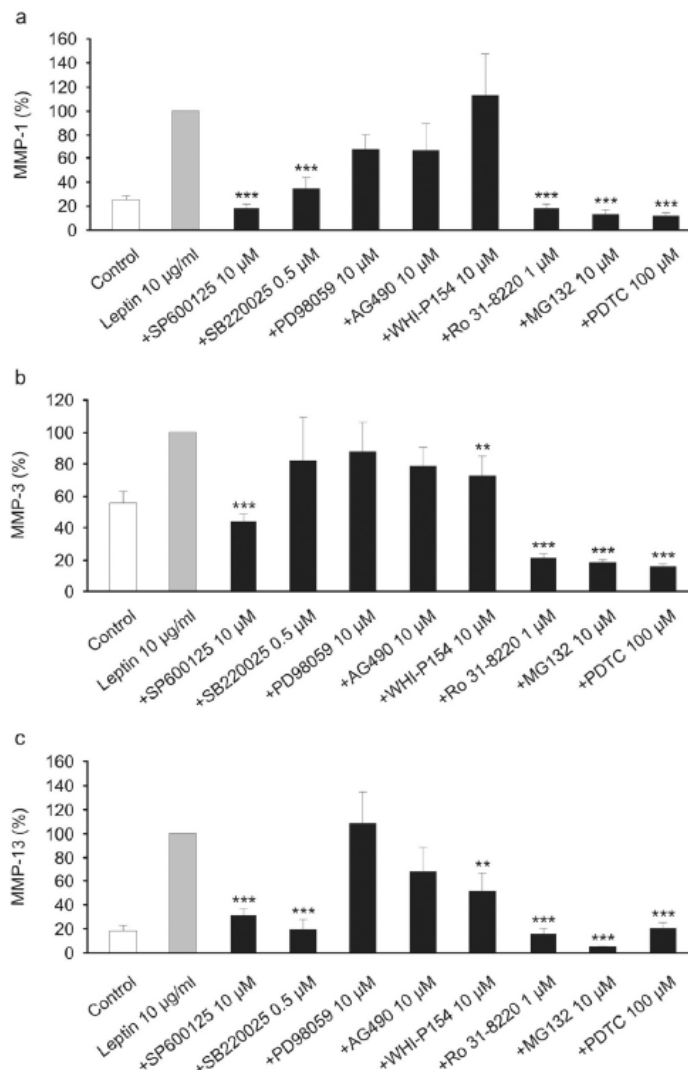 a
160
140
120
100
80
60
40
20
0
MMP-1 (%)
*** *** *** *** ***
Control
Leptin 10 µg/ml
+SP600125 10 µM
+SB220025 0.5 µM
+PD98059 10 µM
+AG490 10 µM
+WHI-P154 10 µM
+Ro 31-8220 1 µM
+MG132 10 µM
+PDTC 100 µM
b
120
100
80
60
40
20
0
MMP-3 (%)
*** ** *** *** ***
Control
Leptin 10 µg/ml
+SP600125 10 µM
+SB220025 0.5 µM
+PD98059 10 µM
+AG490 10 µM
+WHI-P154 10 µM
+Ro 31-8220 1 µM
+MG132 10 µM
+PDTC 100 µM
c
160
140
120
100
80
60
40
20
0
MMP-13 (%)
*** *** ** *** *** ***
Control
Leptin 10 µg/ml
+SP600125 10 µM
+SB220025 0.5 µM
+PD98059 10 µM
+AG490 10 µM
+WHI-P154 10 µM
+Ro 31-8220 1 µM
+MG132 10 µM
+PDTC 100 µM